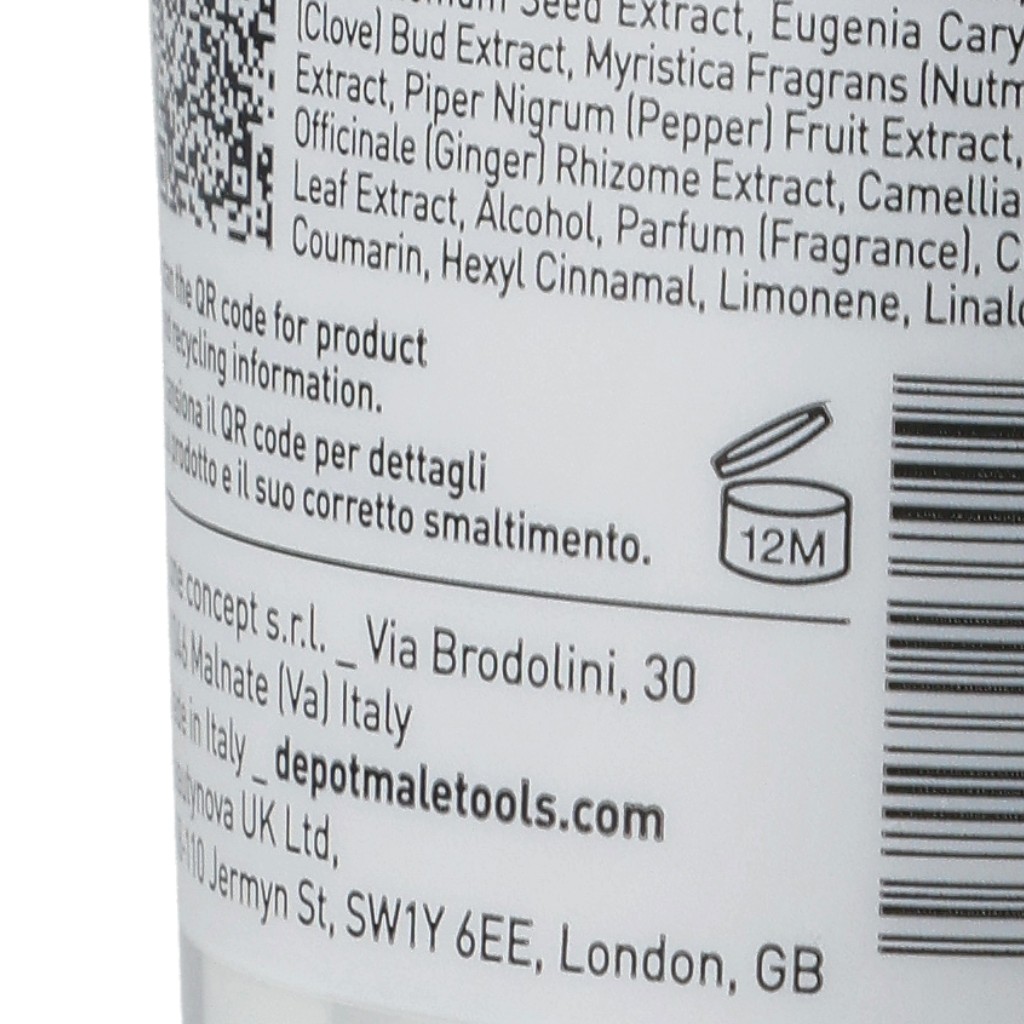 Seed Extract, Eugenia
(Clove) Bud Extract, Myristica Fragrans
Extract, Piper Nigrum (Pepper) Fruit Extract,
Officinale (Ginger) Rhizome Extract, Camellia
Leaf Extract, Alcohol, Parfum (Fragrance),
Coumarin, Hexyl Cinnamal, Limonene,
the QR code for product
recycling information.
il QR code per dettagli
prodotto e il suo corretto smaltimento.
12M
concept s.r.l. _ Via Brodolini, 30
Malnate (Va) Italy
in Italy _ depotmaletools.com
UK Ltd,
Jermyn St, SW1Y 6EE, London, GB